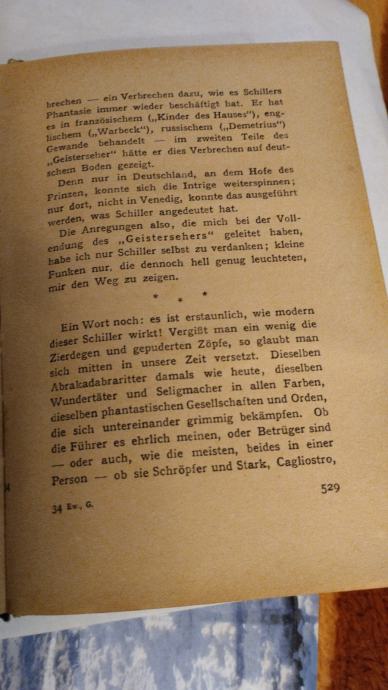 brechen — ein Verbrechen dazu, wie es Schillers
Phantasie immer wieder beschäftigt hat. Er hat
es in französischem („Kinder des Hauses"), eng-
lischem („Warbeck"), russischem („Demetrius")
Gewande behandelt — im zweiten Teile des
„Geisterseher" hätte er dies Verbrechen auf deut-
schem Boden gezeigt.
Denn nur in Deutschland, an dem Hofe des
Prinzen, konnte sich die Intrige weiterspinnen;
nur dort, nicht in Venedig, konnte das ausgeführt
werden, was Schiller angedeutet hat.
Die Anregungen also, die mich bei der Voll-
endung des „Geistersehers" geleitet haben,
habe ich nur Schiller selbst zu verdanken; kleine
Funken nur, die dennoch hell genug leuchteten,
mir den Weg zu zeigen.
* * *
Ein Wort noch: es ist erstaunlich, wie modern
dieser Schiller wirkt! Vergißt man ein wenig die
Zierdegen und gepuderten Zöpfe, so glaubt man
sich mitten in unsere Zeit versetzt. Dieselben
Abrakadabraritter damals wie heute, dieselben
Wundertäter und Seligmacher in allen Farben,
dieselben phantastischen Gesellschaften und Orden,
die sich untereinander grimmig bekämpfen. Ob
die Führer es ehrlich meinen, oder Betrüger sind
— oder auch, wie die meisten, beides in einer
Person — ob sie Schröpfer und Stark, Cagliostro,
529
34 Ew., G.